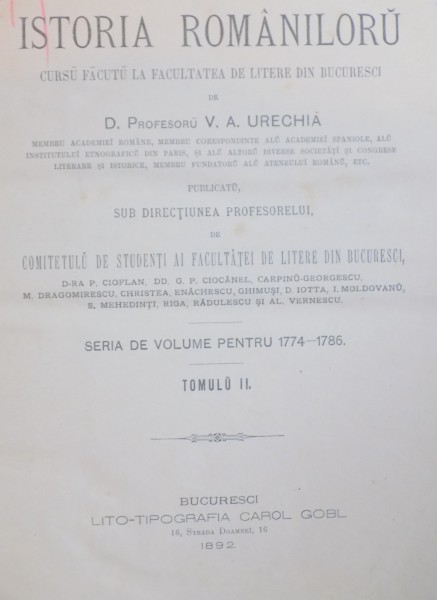 ISTORIA ROMÂNILORŬ
CURSŬ FĂCUTŬ LA FACULTATEA DE LITERE DIN BUCURESCI
DE
D. PROFESORŬ V. A. URECHIĂ
MEMBRU ACADEMIEI ROMÂNE, MEMBRU CORESPONDINTE ALŬ ACADEMIEI SPANIOLE, ALŬ
INSTITUTULUI ETNOGRAFICŬ DIN PARIS, ȘI ALŬ ALTORŬ DIVERSE SOCIETĂȚI ȘI CONGRESE
LITERARE ȘI ISTORICE, MEMBRU FUNDATORŬ ALŬ ATENEULUI ROMÂNŬ, ETC.
PUBLICATŬ,
SUB DIRECȚIUNEA PROFESORELUI,
DE
COMITETULŬ DE STUDENȚI AI FACULTĂȚEI DE LITERE DIN BUCURESCI,
D-RA P. CIOFLAN, DD. G. P. CIOCĂNEL, CARPINŬ-GEORGESCU,
M. DRAGOMIRESCU, CHRISTEA, ENĂCHESCU, GHIMUȘI, D. IOTTA, I. MOLDOVANŬ,
S. MEHEDINȚI, RIGA, RĂDULESCU ȘI AL. VERNESCU.
SERIA DE VOLUME PENTRU 1774—1786.
TOMULŬ II.
BUCURESCI
LITO-TIPOGRAFIA CAROL GOBL
16, STRADA DOAMNEI, 16
1892.